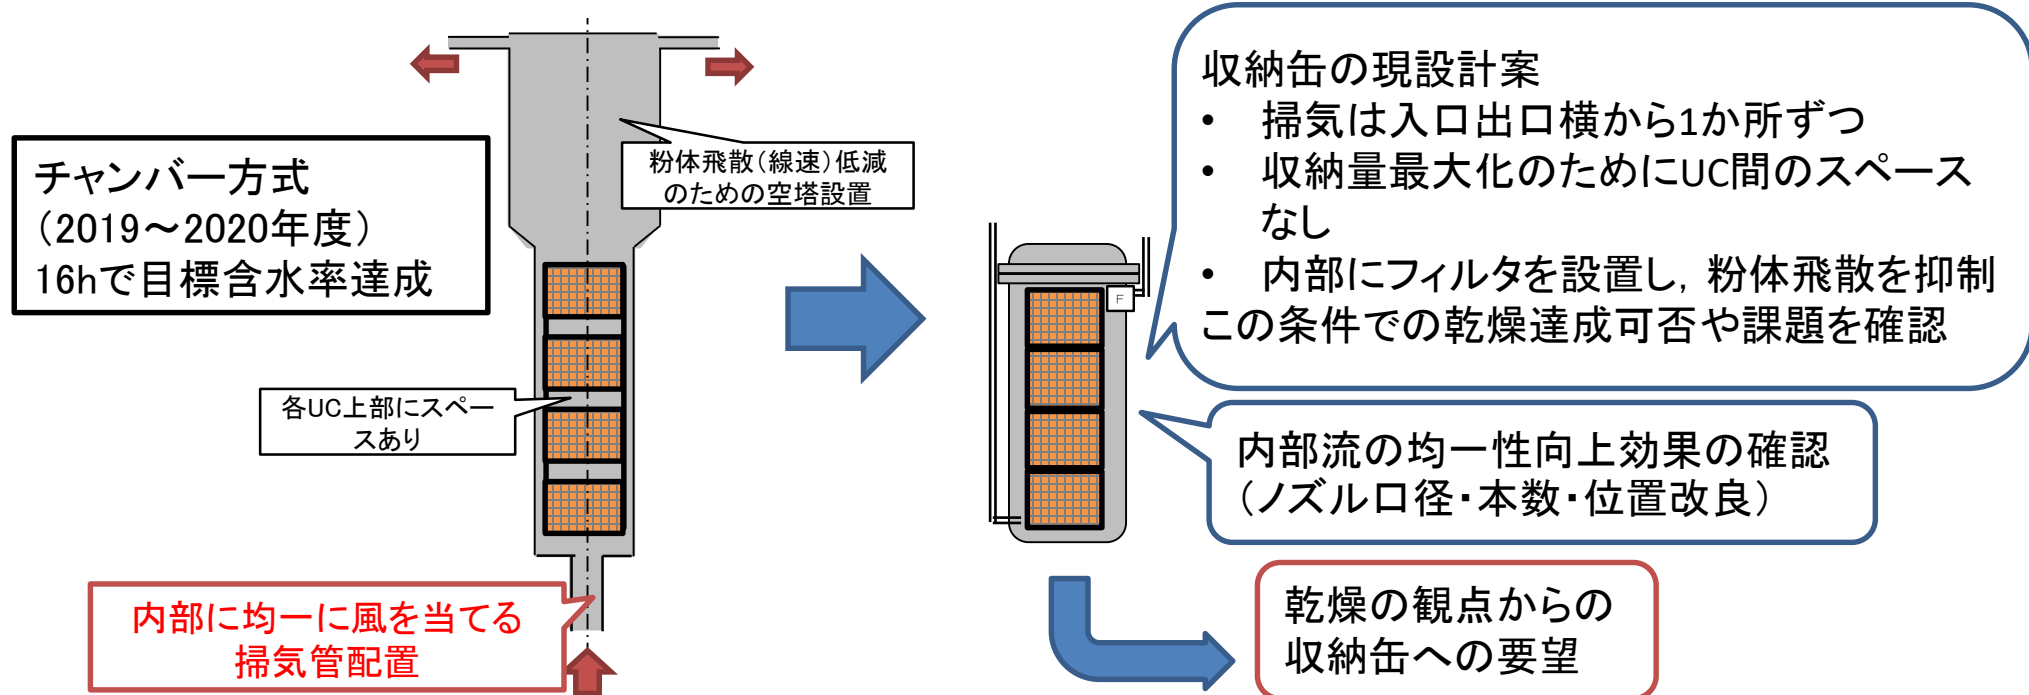 チャンバー方式
（2019～2020年度）
16hで目標含水率達成
粉体飛散（線速）低減
のための空塔設置
各UC上部にスペー
スあり
内部に均一に風を当てる
掃気管配置
F
収納缶の現設計案
• 掃気は入口出口横から1か所ずつ
• 収納量最大化のためにUC間のスペース
なし
• 内部にフィルタを設置し，粉体飛散を抑制
この条件での乾燥達成可否や課題を確認
内部流の均一性向上効果の確認
（ノズル口径・本数・位置改良）
乾燥の観点からの
収納缶への要望